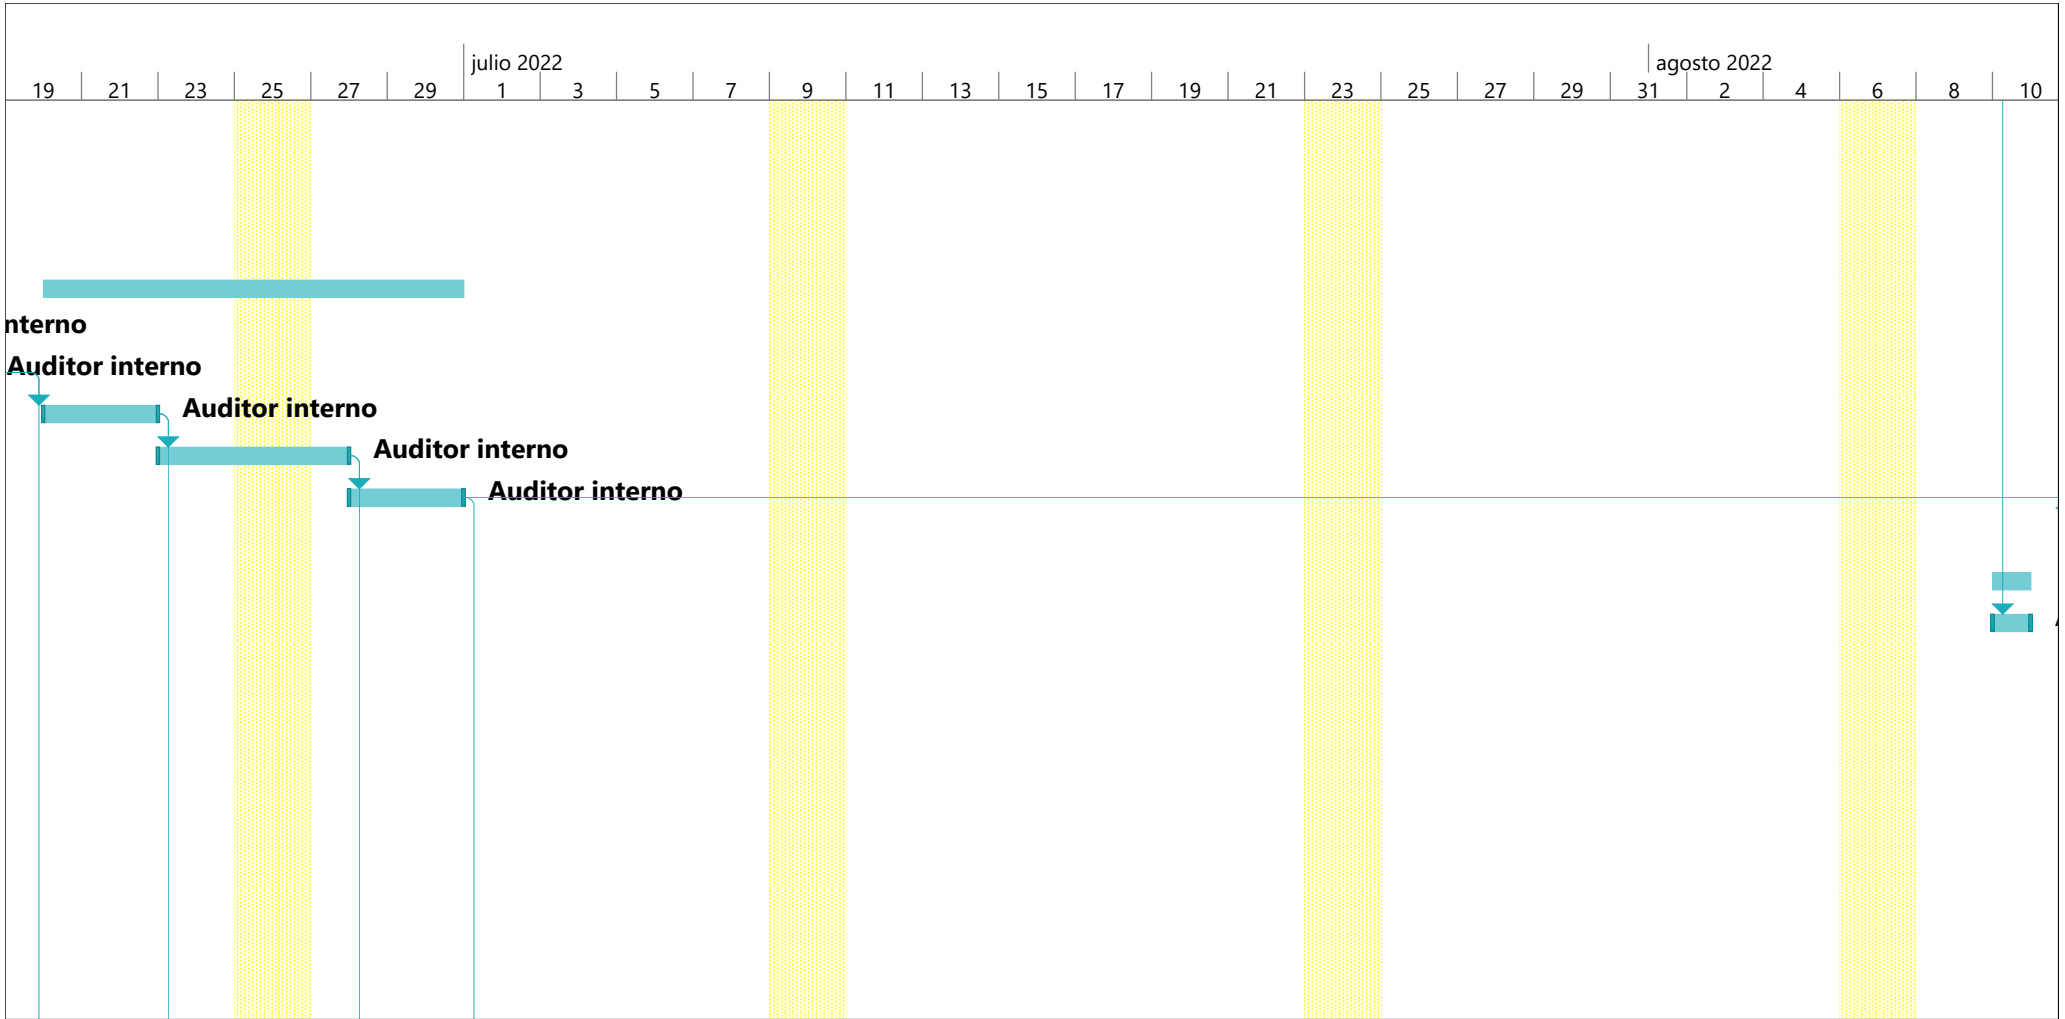 julio 2022 agosto 2022
19 21 23 25 27 29 1 3 5 7 9 11 13 15 17 19 21 23 25 27 29 31 2 4 6 8 10
nterno
Auditor interno
Auditor interno
Auditor interno
Auditor interno